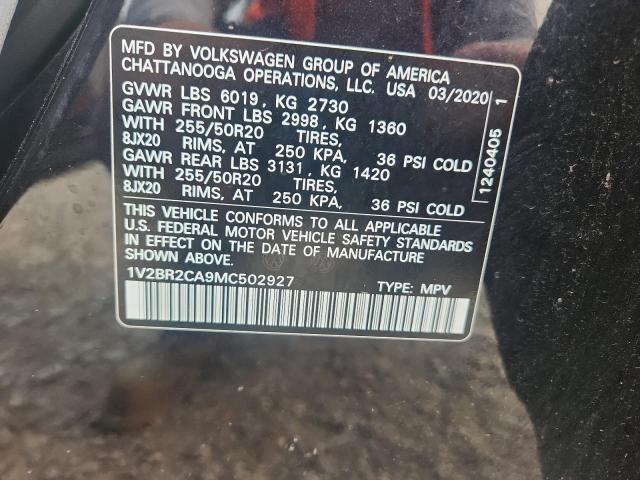 MFD BY VOLKSWAGEN GROUP OF AMERICA
CHATTANOOGA OPERATIONS, LLC. USA 03/2020
GVWR LBS 6019, KG 2730
GAWR FRONT LBS 2998, KG 1360
WITH 255/50R20 TIRES,
8JX20 RIMS, AT 250 KPA, 36 PSI COLD
GAWR REAR LBS 3131, KG 1420
WITH 255/50R20 TIRES,
8JX20 RIMS, AT 250 KPA, 36 PSI COLD
THIS VEHICLE CONFORMS TO ALL APPLICABLE
U.S. FEDERAL MOTOR VEHICLE SAFETY STANDARDS
IN EFFECT ON THE DATE OF MANUFACTURE
SHOWN ABOVE.
1V2BR2CA9MC502927 TYPE: MPV
1240405 1